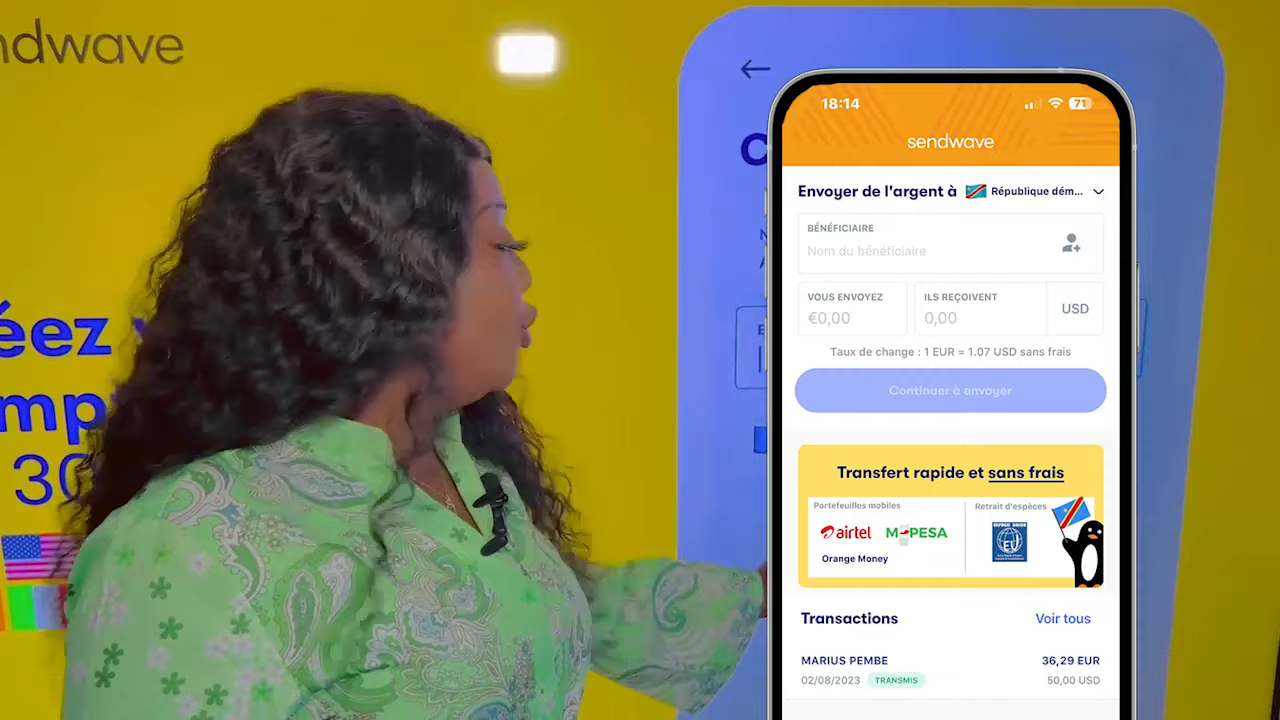 ndwave
éez
mp
30
18:14
71
sendwave
Envoyer de l'argent à République dém...
BÉNÉFICIAIRE
Nom du bénéficiaire
VOUS ENVOYEZ
ILS REÇOIVENT
€0,00
0,00
USD
Taux de change : 1 EUR = 1.07 USD sans frais
Continuer à envoyer
Transfert rapide et sans frais
Portefeuilles mobiles
Retrait d'espèces
airtel
M-PESA
Orange Money
Transactions
Voir tous
MARIUS PEMBE
36,29 EUR
02/08/2023
TRANSMIS
50,00 USD